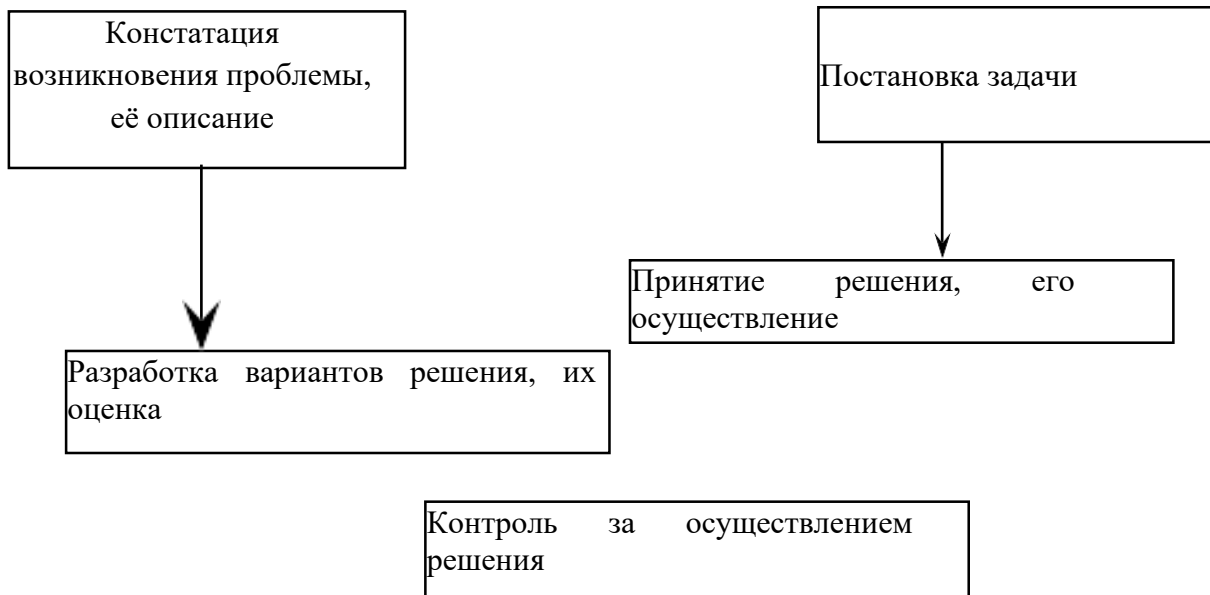 Констатация
возникновения проблемы,
её описание
Постановка задачи
Принятие решения, его
осуществление
Разработка вариантов решения, их
оценка
Контроль за осуществлением
решения